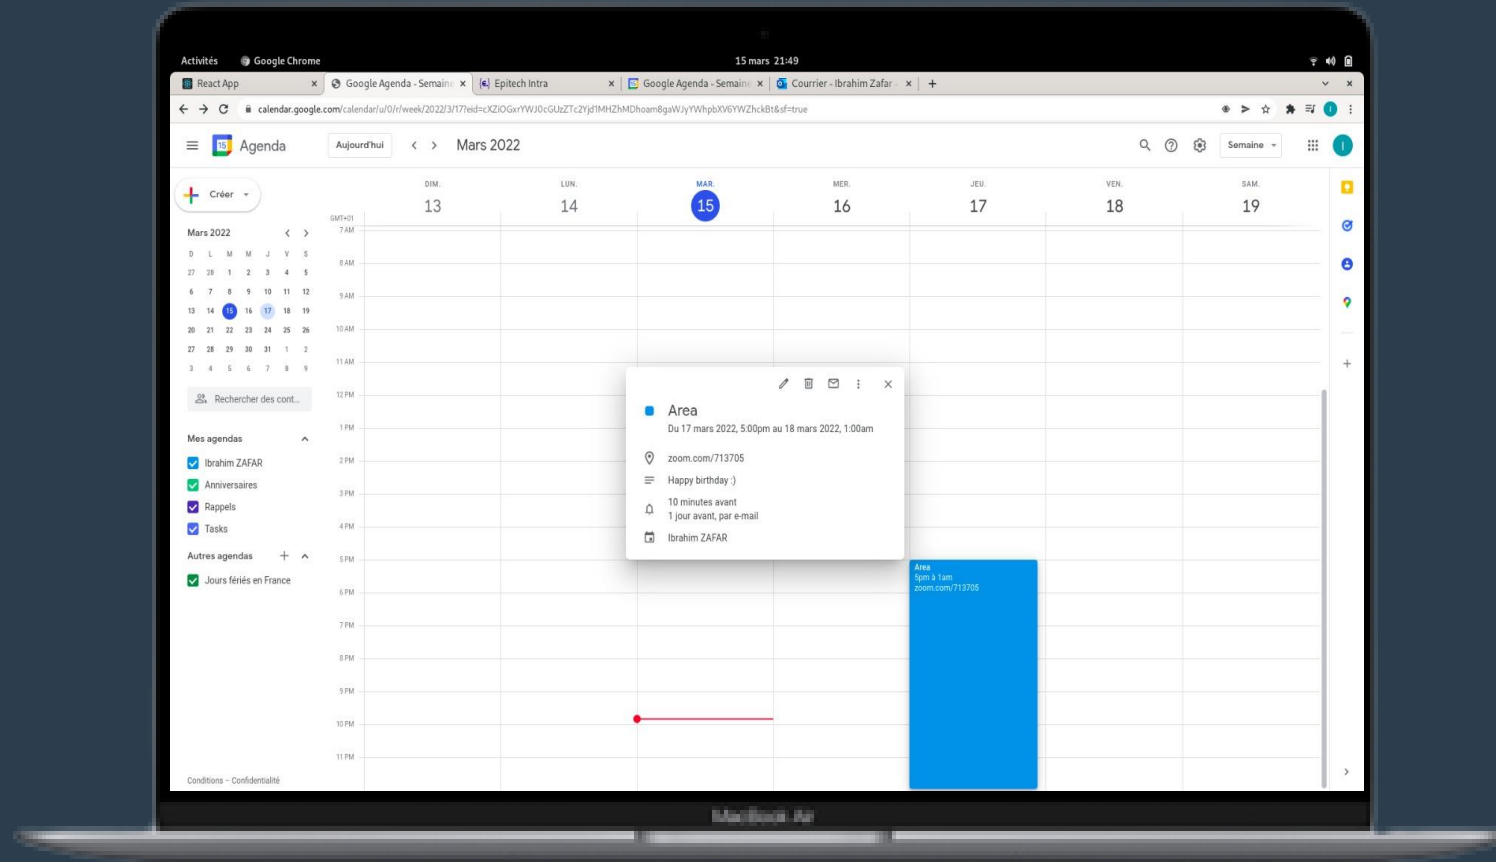 Activités
Google Chrome
15 mars 21:49
React App
Google Agenda - Semaine
Epitech Intra
Google Agenda - Semaine
Courrier - Ibrahim Zafar -
calendar.google.com/calendar/u/0/r/week/2022/3/17?eid=
&sf=true
15
Agenda
Aujourd'hui
Mars 2022
Semaine
I
Créer
DIM.
13
LUN.
14
MAR.
15
MER.
16
JEU.
17
VEN.
18
SAM.
19
GMT+01
Mars 2022
D L M M J V S
27 28 1 2 3 4 5
6 7 8 9 10 11 12
13 14 15 16 17 18 19
20 21 22 23 24 25 26
27 28 29 30 31 1 2
3 4 5 6 7 8 9
Rechercher des cont...
Mes agendas
Ibrahim ZAFAR
Anniversaires
Rappels
Tasks
Autres agendas
Jours fériés en France
Conditions – Confidentialité
7 AM
8 AM
9 AM
10 AM
11 AM
12 PM
1 PM
2 PM
3 PM
4 PM
5 PM
6 PM
7 PM
8 PM
9 PM
10 PM
11 PM
Area
Du 17 mars 2022, 5:00pm au 18 mars 2022, 1:00am
zoom.com/713705
Happy birthday :)
10 minutes avant
1 jour avant, par e-mail
Ibrahim ZAFAR
Area
5pm à 1am
zoom.com/713705
MacBook Air